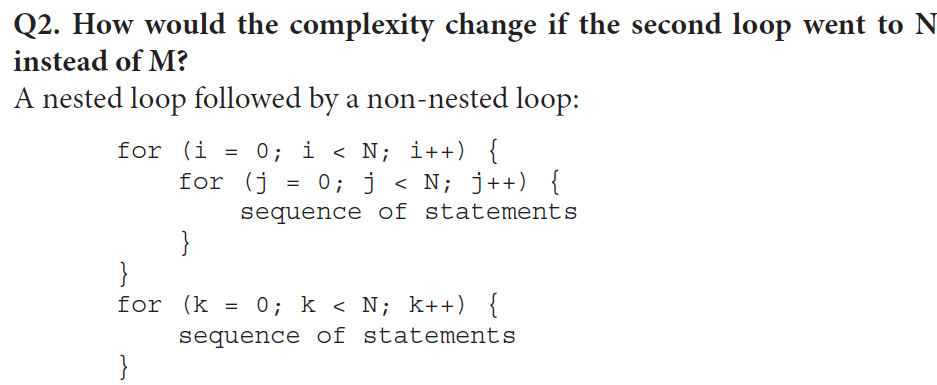 Q2. How would the complexity change if the second loop went to N
instead of M?
A nested loop followed by a non-nested loop:
for (i = 0; i < N; i++) {
    for (j = 0; j < N; j++) {
        sequence of statements
    }
}
for (k = 0; k < N; k++) {
    sequence of statements
}